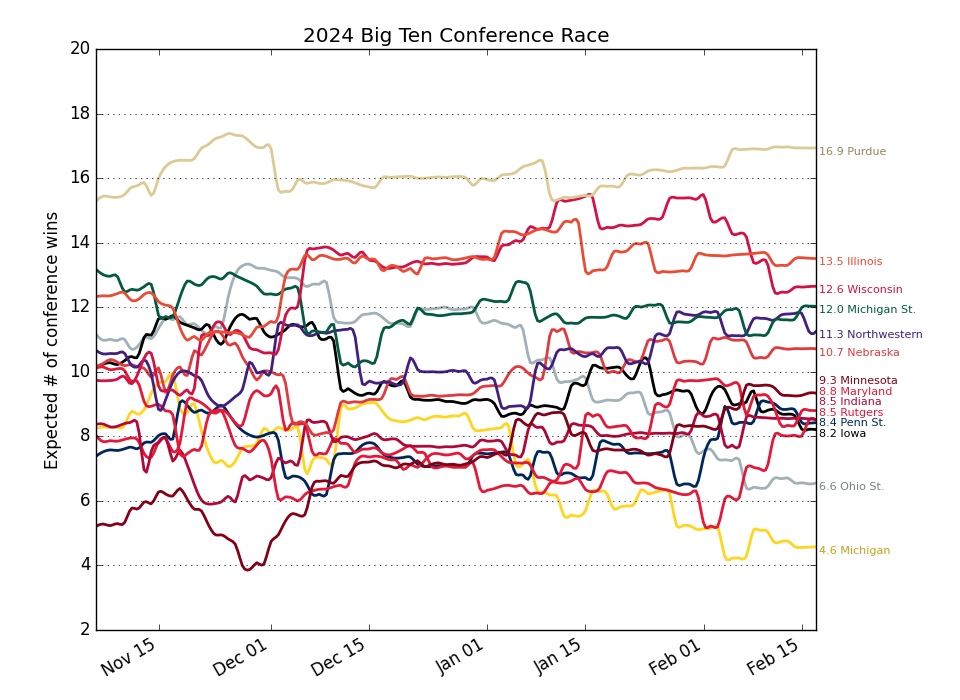 2024 Big Ten Conference Race
Expected # of conference wins
20
18
16
14
12
10
8
6
4
2
16.9 Purdue
13.5 Illinois
12.6 Wisconsin
12.0 Michigan St.
11.3 Northwestern
10.7 Nebraska
9.3 Minnesota
8.8 Maryland
8.5 Indiana
8.5 Rutgers
8.4 Penn St.
8.2 Iowa
6.6 Ohio St.
4.6 Michigan
Nov 15
Dec 01
Dec 15
Jan 01
Jan 15
Feb 01
Feb 15